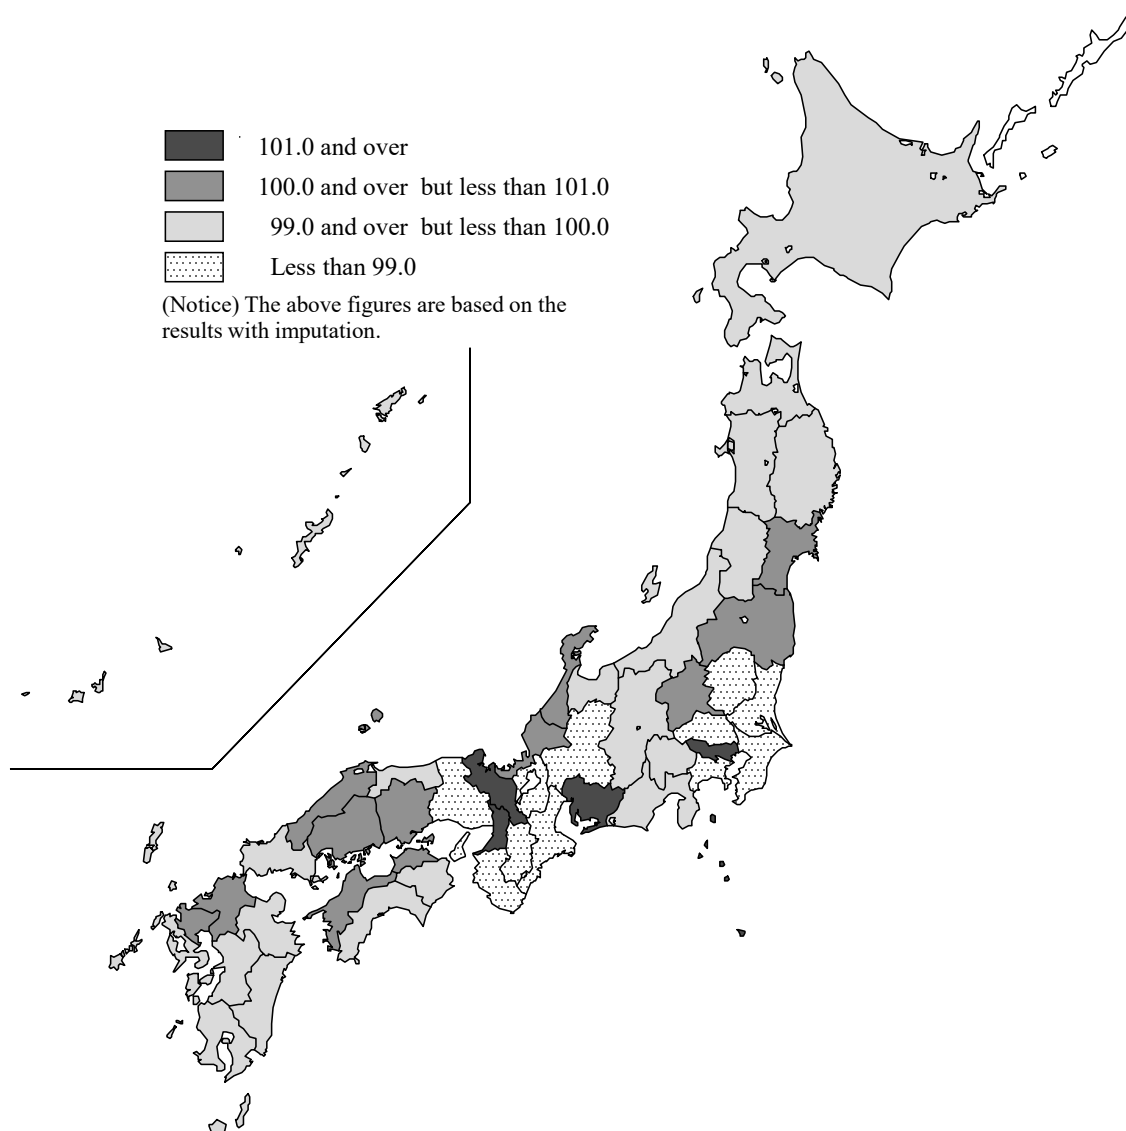 101.0 and over
100.0 and over but less than 101.0
99.0 and over but less than 100.0
Less than 99.0
(Notice) The above figures are based on the
results with imputation.